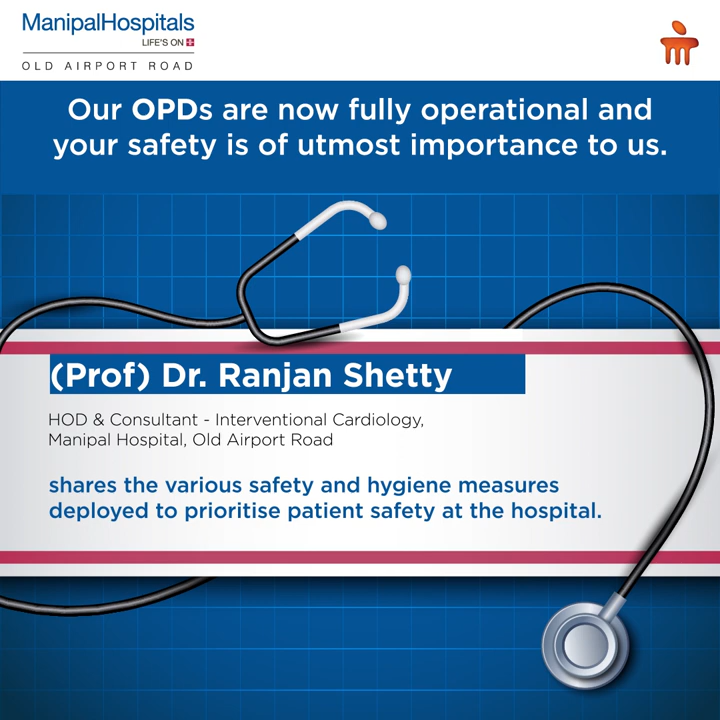 ManipalHospitals
LIFE'S ON
OLD AIRPORT ROAD
Our OPDs are now fully operational and
your safety is of utmost importance to us.
(Prof) Dr. Ranjan Shetty
HOD & Consultant - Interventional Cardiology,
Manipal Hospital, Old Airport Road
shares the various safety and hygiene measures
deployed to prioritise patient safety at the hospital.